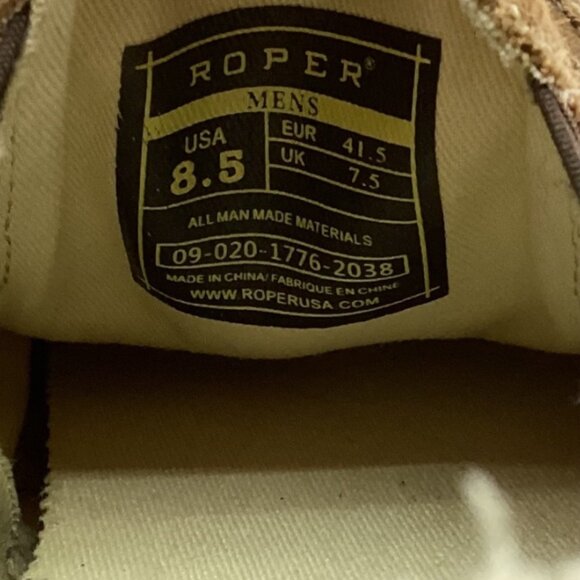 ROPER®
MENS
USA 8.5
EUR 41.5
UK 7.5
ALL MAN MADE MATERIALS
09-020-1776-2038
MADE IN CHINA/FABRIQUE EN CHINE
WWW.ROPERUSA.COM